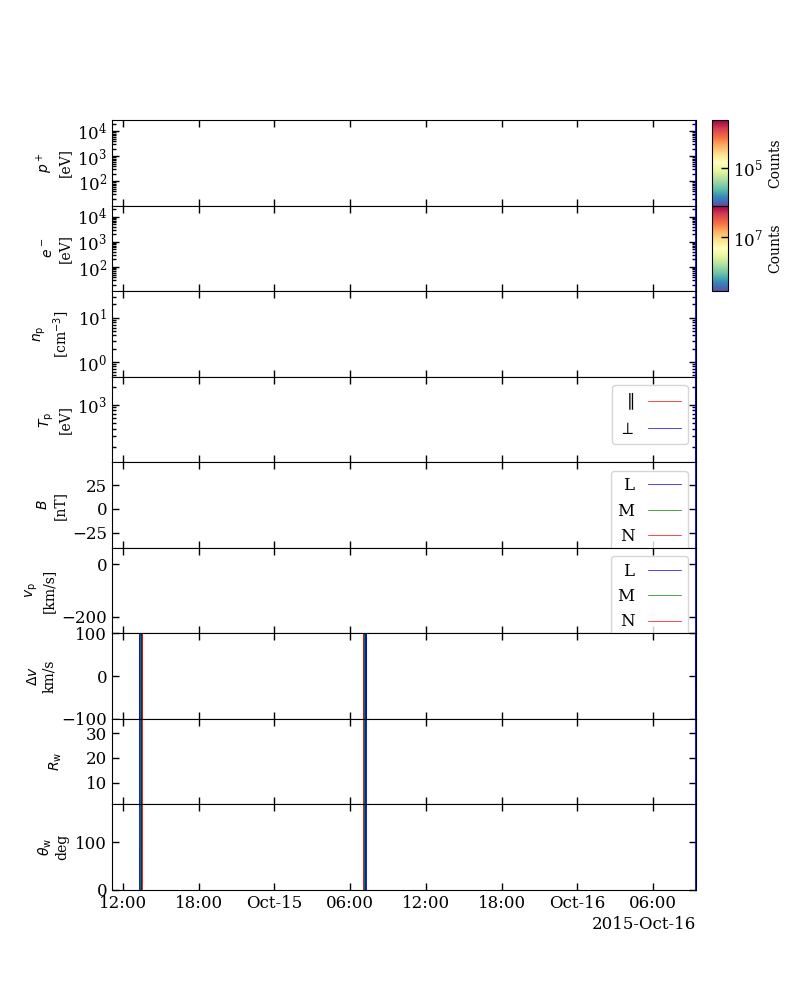 10⁴
10³
10²
p⁺
[eV]
10⁵
Counts
10⁴
10³
10²
e⁻
[eV]
10⁷
Counts
10¹
10⁰
nₚ
[cm⁻³]
10³
Tₚ
[eV]
∥
⊥
25
0
−25
B
[nT]
L
M
N
0
−200
vₚ
[km/s]
L
M
N
100
0
−100
Δv
km/s
30
20
10
R_w
100
0
θ_w
deg
12:00 18:00 Oct-15 06:00 12:00 18:00 Oct-16 06:00
2015-Oct-16